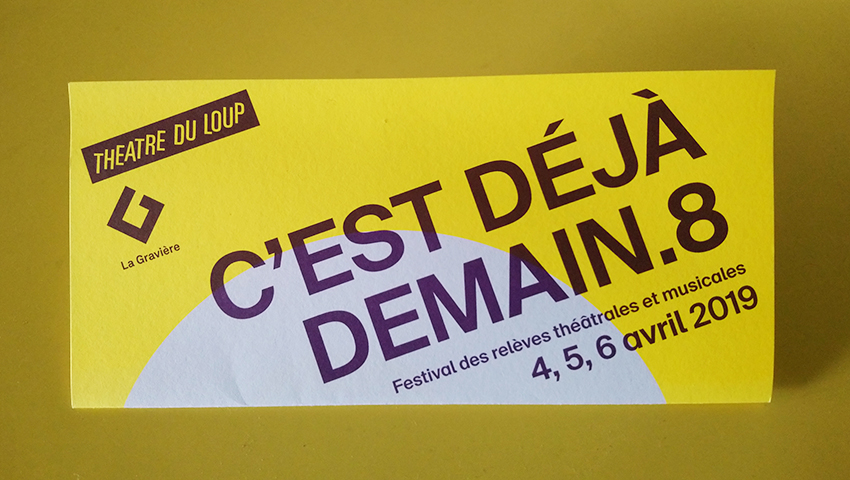 THEATRE DU LOUP
La Gravière
C'EST DÉJÀ
DEMAIN.8
Festival des relèves théâtrales et musicales
4, 5, 6 avril 2019